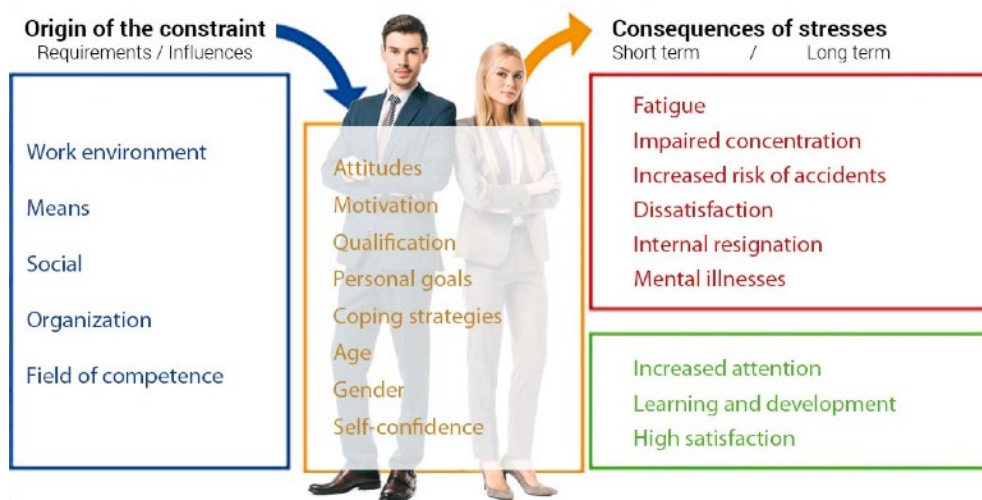 Origin of the constraint
Requirements / Influences
Work environment
Means
Social
Organization
Field of competence
Attitudes
Motivation
Qualification
Personal goals
Coping strategies
Age
Gender
Self-confidence
Consequences of stresses
Short term / Long term
Fatigue
Impaired concentration
Increased risk of accidents
Dissatisfaction
Internal resignation
Mental illnesses
Increased attention
Learning and development
High satisfaction